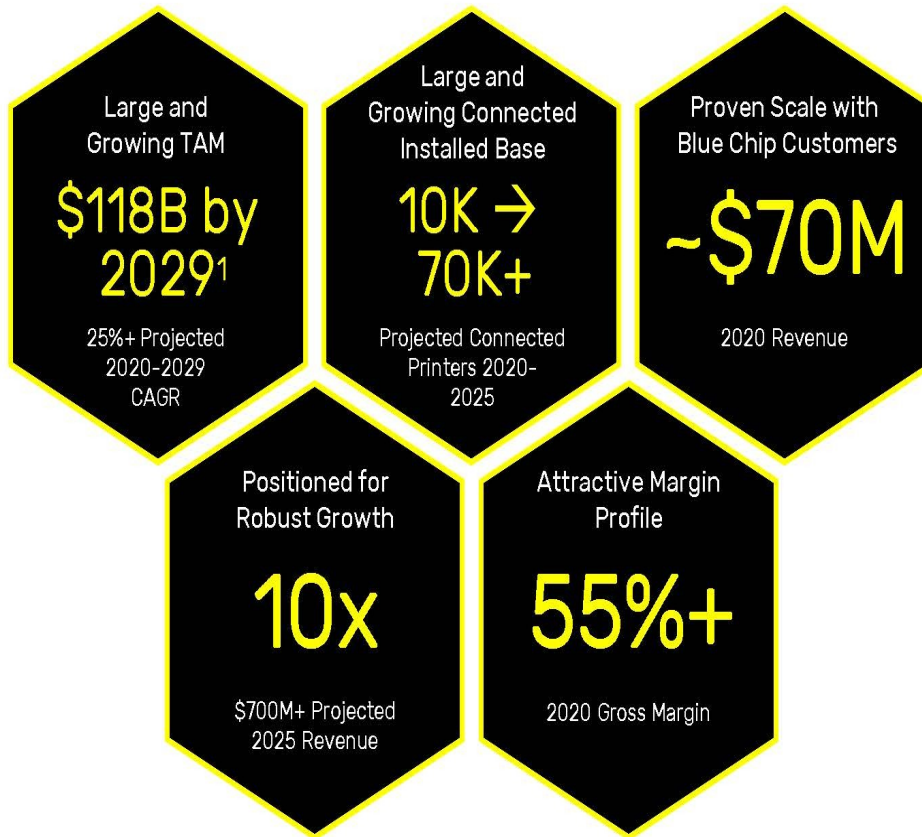 Large and
Growing TAM
$118B by
2029¹
25%+ Projected
2020-2029
CAGR
Large and
Growing Connected
Installed Base
10K →
70K+
Projected Connected
Printers 2020-
2025
Proven Scale with
Blue Chip Customers
~$70M
2020 Revenue
Positioned for
Robust Growth
10x
$700M+ Projected
2025 Revenue
Attractive Margin
Profile
55%+
2020 Gross Margin